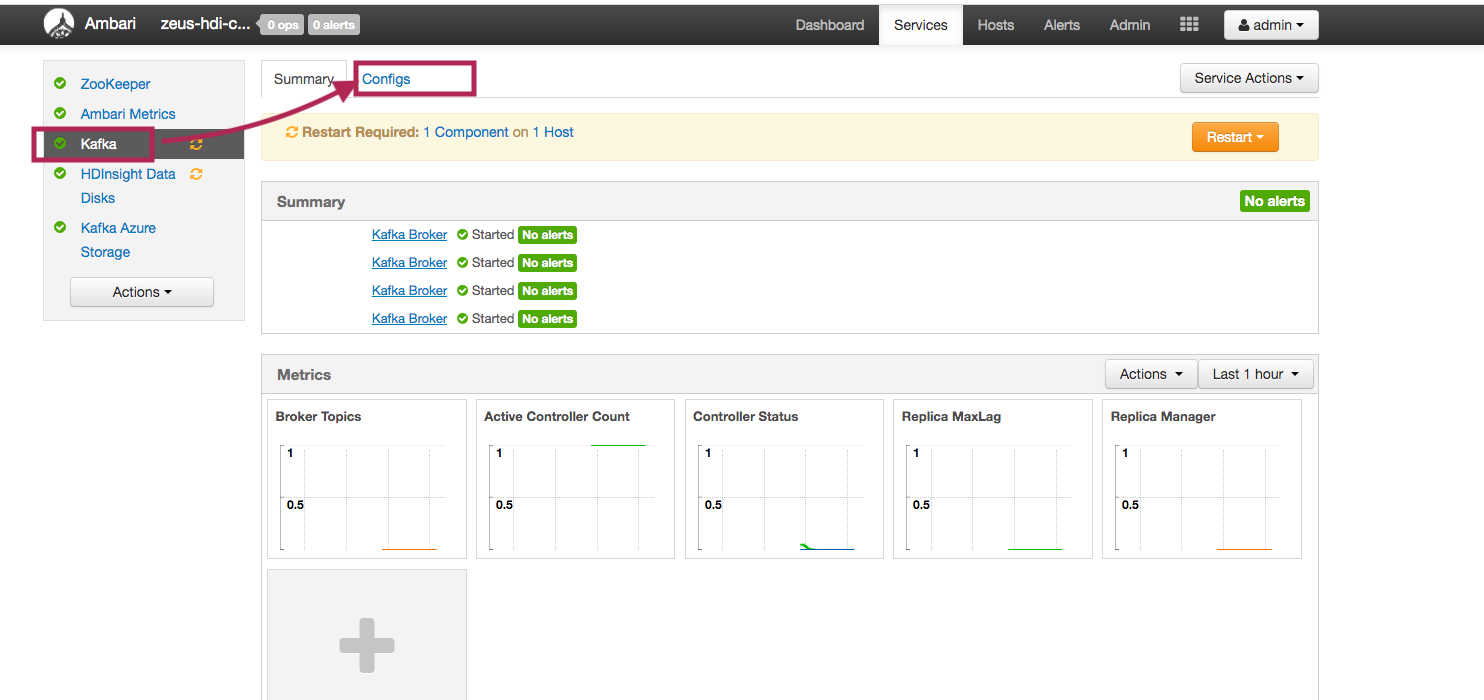 Ambari zeus-hdi-c... 0 ops 0 alerts Dashboard Services Hosts Alerts Admin admin
ZooKeeper
Ambari Metrics
Kafka
HDInsight Data
Disks
Kafka Azure
Storage
Actions
Summary Configs Service Actions
Restart Required: 1 Component on 1 Host Restart
Summary No alerts
Kafka Broker Started No alerts
Kafka Broker Started No alerts
Kafka Broker Started No alerts
Kafka Broker Started No alerts
Metrics Actions Last 1 hour
Broker Topics Active Controller Count Controller Status Replica MaxLag Replica Manager
1 1 1 1 1
0.5 0.5 0.5 0.5 0.5